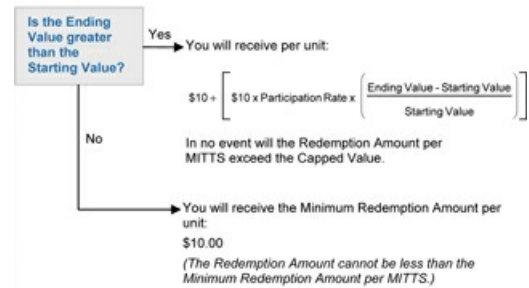 Is the Ending
Value greater
than the
Starting Value?
Yes
You will receive per unit:
$10 + [ $10 x Participation Rate x ( Ending Value - Starting Value / Starting Value ) ]
In no event will the Redemption Amount per
MITTS exceed the Capped Value.
No
You will receive the Minimum Redemption Amount per
unit:
$10.00
(The Redemption Amount cannot be less than the
Minimum Redemption Amount per MITTS.)